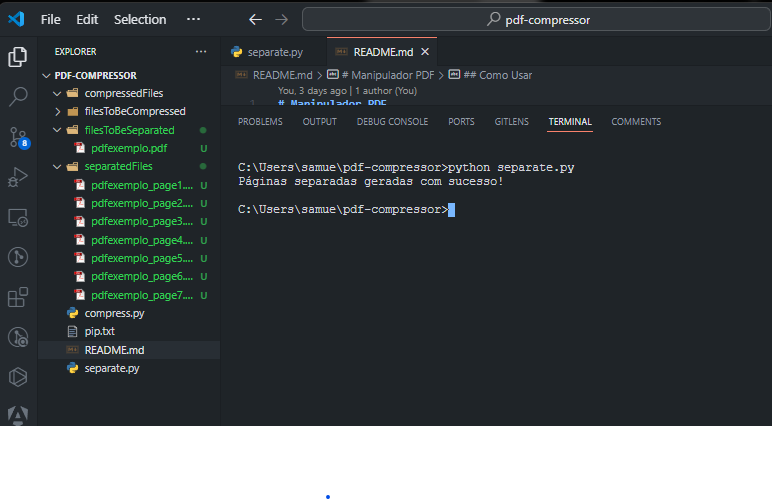 File Edit Selection ··· pdf-compressor
EXPLORER ···
PDF-COMPRESSOR
compressedFiles
filesToBeCompressed
filesToBeSeparated
pdfexemplo.pdf U
separatedFiles
pdfexemplo_page1.... U
pdfexemplo_page2.... U
pdfexemplo_page3.... U
pdfexemplo_page4.... U
pdfexemplo_page5.... U
pdfexemplo_page6.... U
pdfexemplo_page7.... U
compress.py
pip.txt
README.md
separate.py
8
separate.py README.md
README.md > # Manipulador PDF > ## Como Usar
You, 3 days ago | 1 author (You)
1 # Manipulador PDF
PROBLEMS OUTPUT DEBUG CONSOLE PORTS GITLENS TERMINAL COMMENTS
C:\Users\samue\pdf-compressor>python separate.py
Páginas separadas geradas com sucesso!
C:\Users\samue\pdf-compressor>